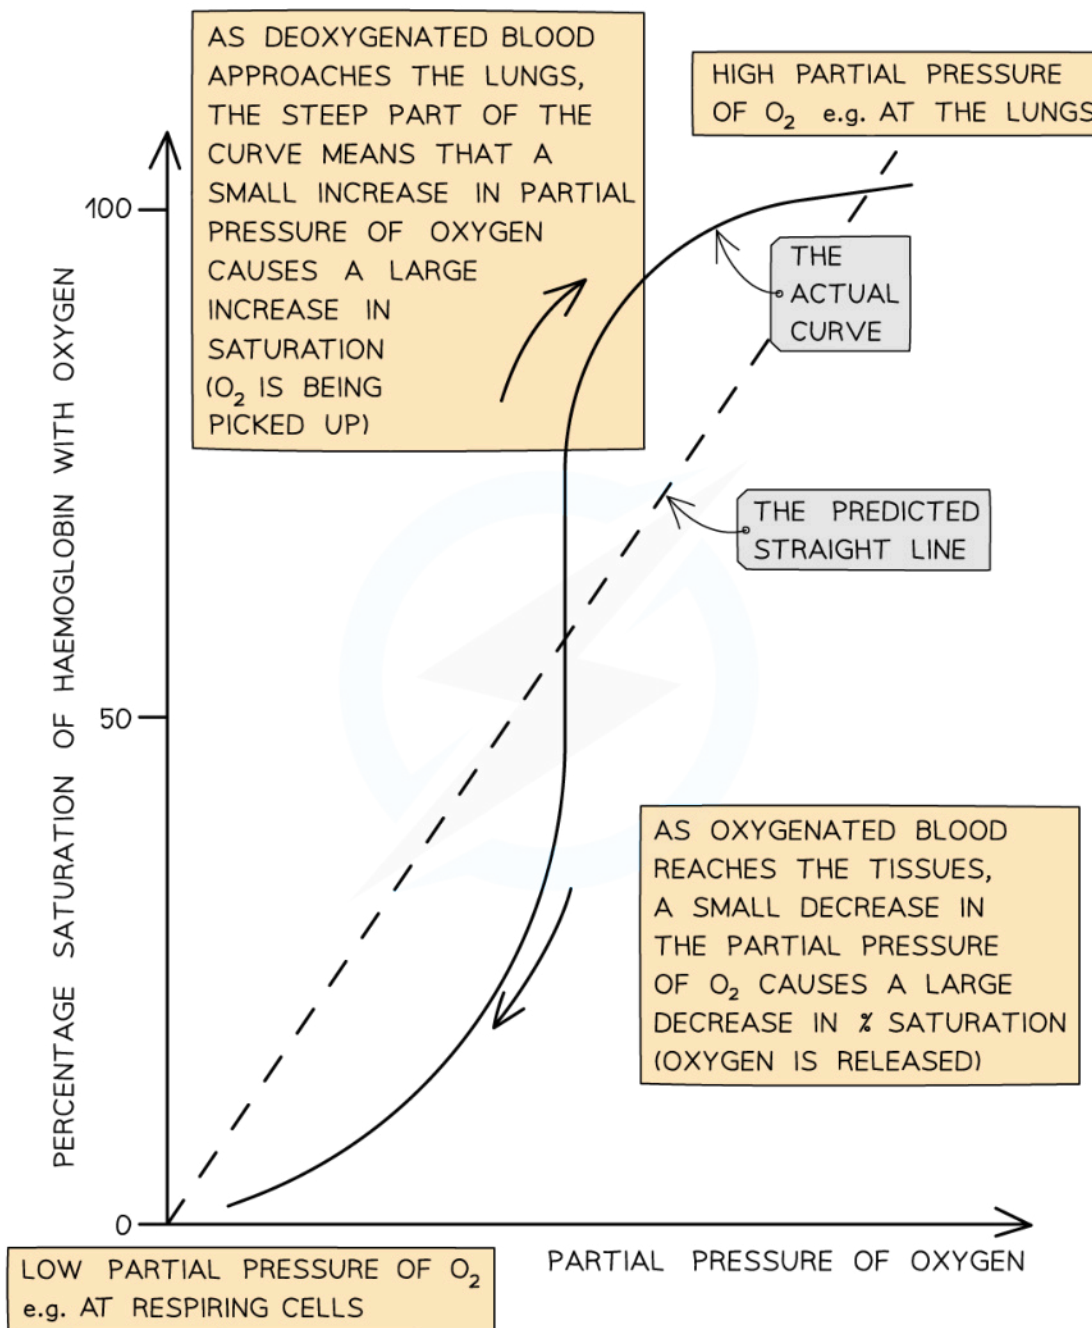 AS DEOXYGENATED BLOOD
APPROACHES THE LUNGS,
THE STEEP PART OF THE
CURVE MEANS THAT A
SMALL INCREASE IN PARTIAL
PRESSURE OF OXYGEN
CAUSES A LARGE
INCREASE IN
SATURATION
(O₂ IS BEING
PICKED UP)
HIGH PARTIAL PRESSURE
OF O₂ e.g. AT THE LUNGS
100
THE
ACTUAL
CURVE
PERCENTAGE SATURATION OF HAEMOGLOBIN WITH OXYGEN
THE PREDICTED
STRAIGHT LINE
50
AS OXYGENATED BLOOD
REACHES THE TISSUES,
A SMALL DECREASE IN
THE PARTIAL PRESSURE
OF O₂ CAUSES A LARGE
DECREASE IN % SATURATION
(OXYGEN IS RELEASED)
0
PARTIAL PRESSURE OF OXYGEN
LOW PARTIAL PRESSURE OF O₂
e.g. AT RESPIRING CELLS